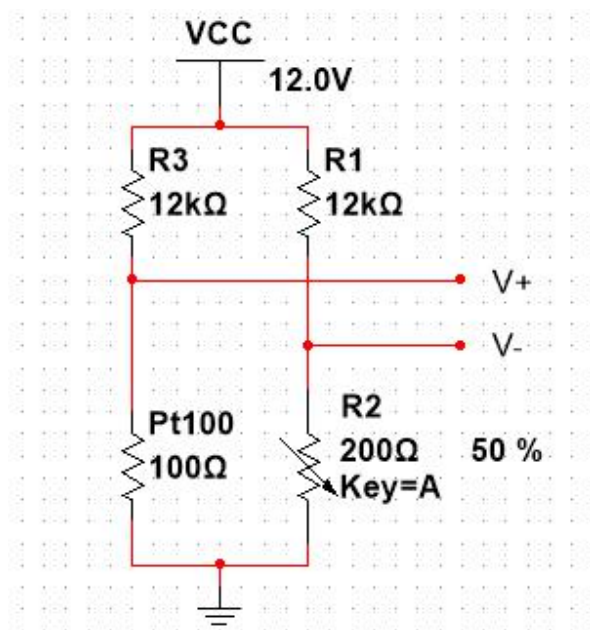 VCC
12.0V
R3
12kΩ
R1
12kΩ
V+
V-
Pt100
100Ω
R2
200Ω 50 %
Key=A